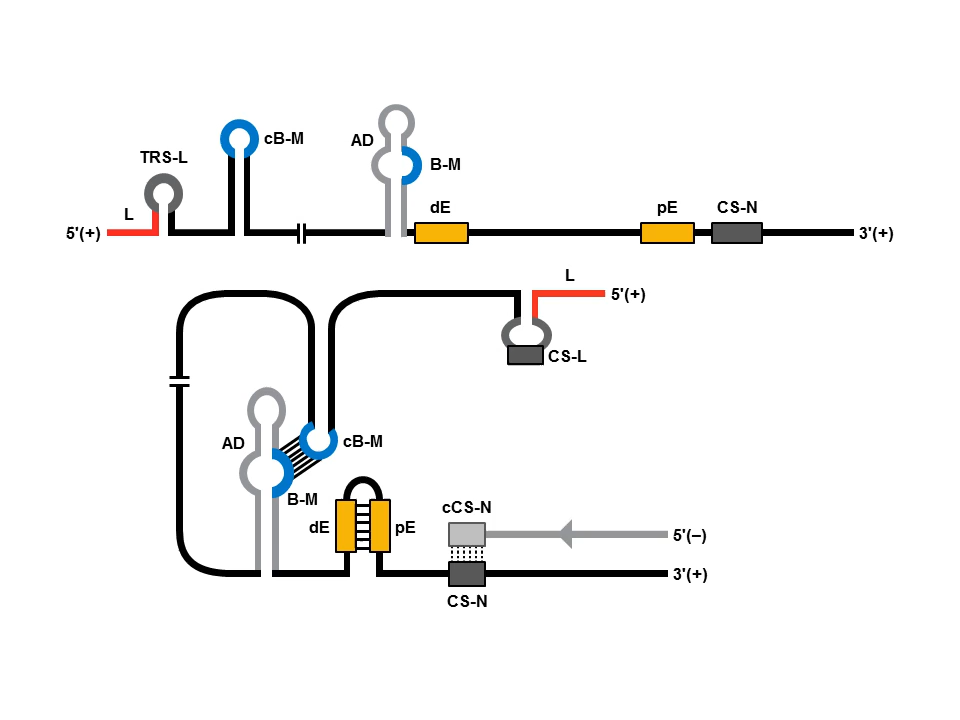 cB-M
AD
TRS-L
B-M
L
dE
pE
CS-N
5'(+)
3'(+)
L
5'(+)
CS-L
AD
cB-M
B-M
dE
pE
cCS-N
5'(–)
3'(+)
CS-N